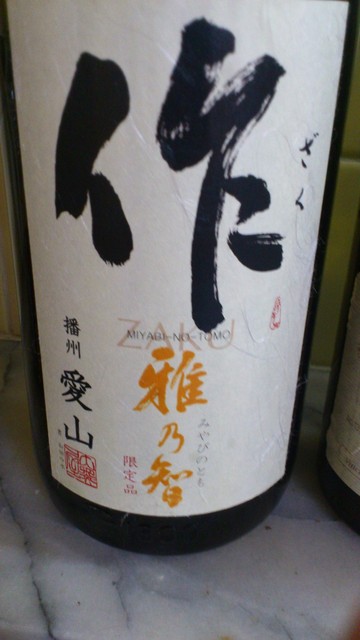 作
ざく
ZAKU
MIYABI-NO-TOMO
雅乃智
みやびのとも
限定品
播州
愛山